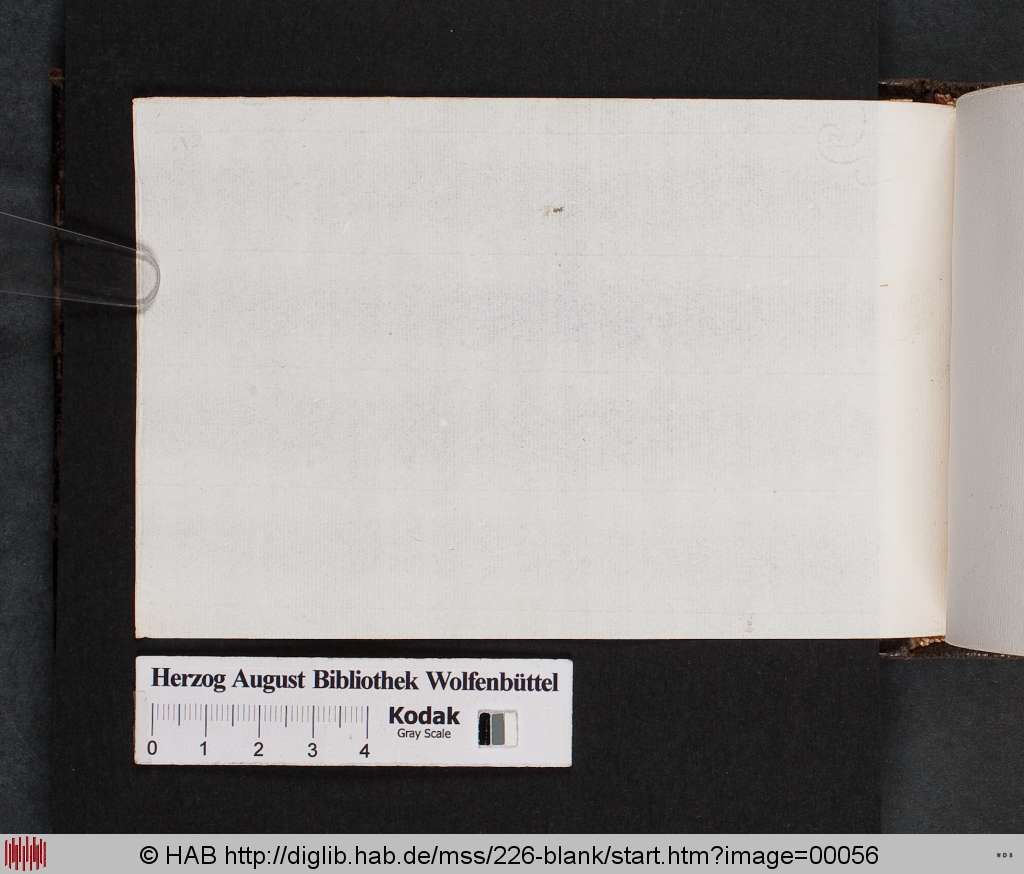 Herzog August Bibliothek Wolfenbüttel
Kodak
Gray Scale
0 1 2 3 4
© HAB http://diglib.hab.de/mss/226-blank/start.htm?image=00056
WDB